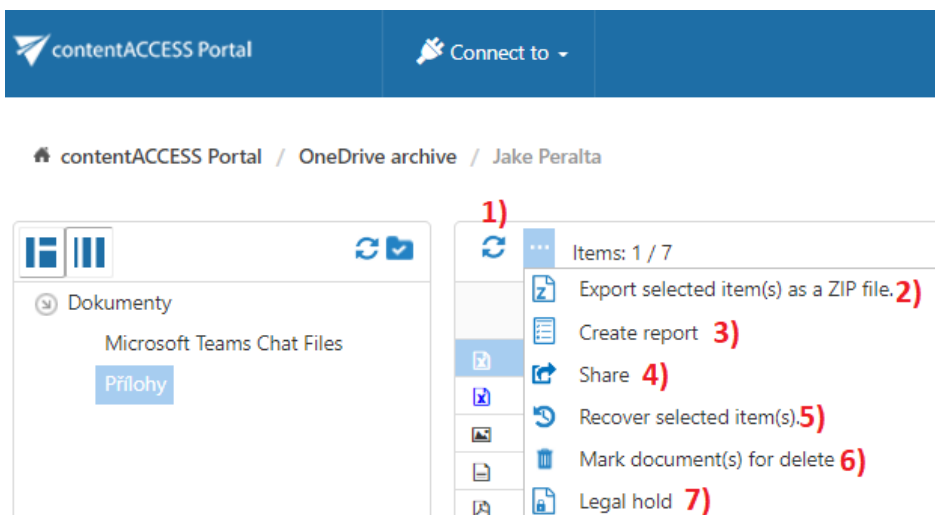 contentACCESS Portal
Connect to
contentACCESS Portal / OneDrive archive / Jake Peralta
1)
Items: 1 / 7
Dokumenty
Microsoft Teams Chat Files
Přílohy
Export selected item(s) as a ZIP file. 2)
Create report 3)
Share 4)
Recover selected item(s). 5)
Mark document(s) for delete 6)
Legal hold 7)